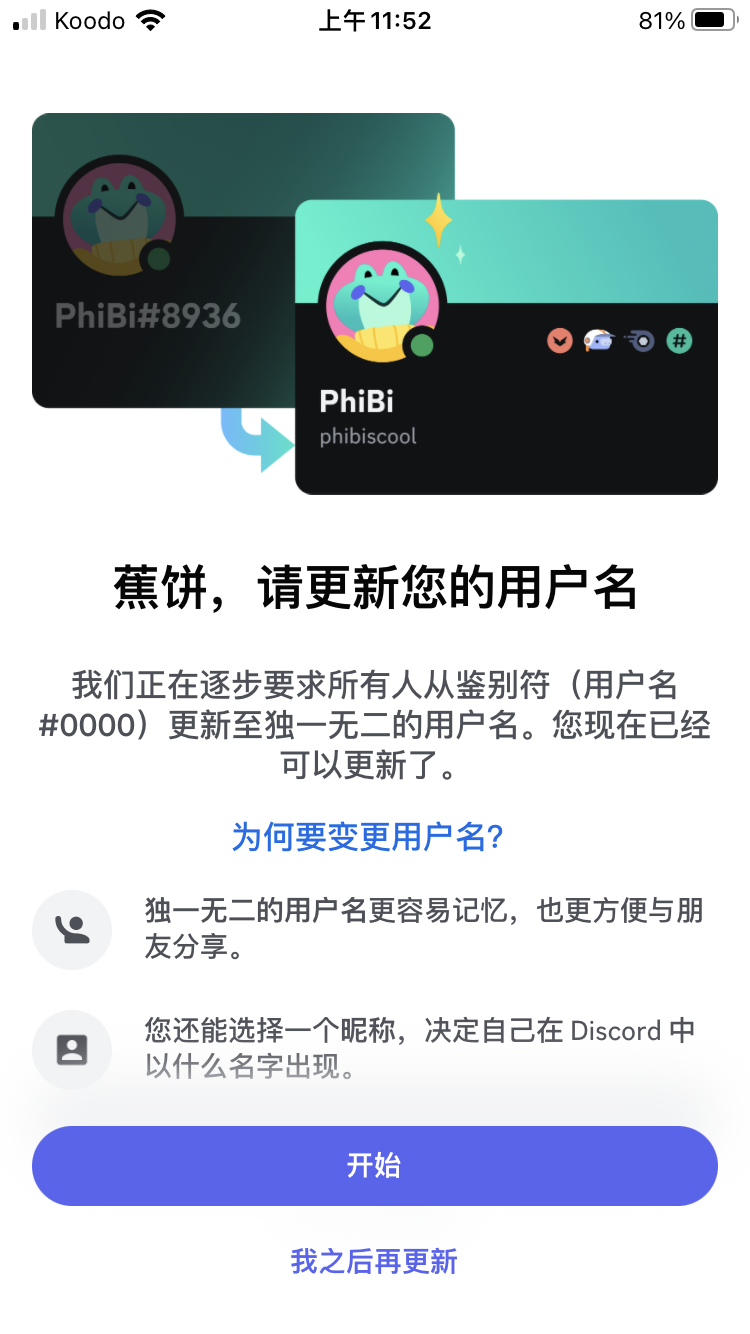 Koodo 上午11:52 81%
PhiBi#8936
PhiBi
phibiscool
蕉饼，请更新您的用户名
我们正在逐步要求所有人从鉴别符（用户名
#0000）更新至独一无二的用户名。您现在已经
可以更新了。
为何要变更用户名?
独一无二的用户名更容易记忆，也更方便与朋
友分享。
您还能选择一个昵称，决定自己在 Discord 中
以什么名字出现。
开始
我之后再更新